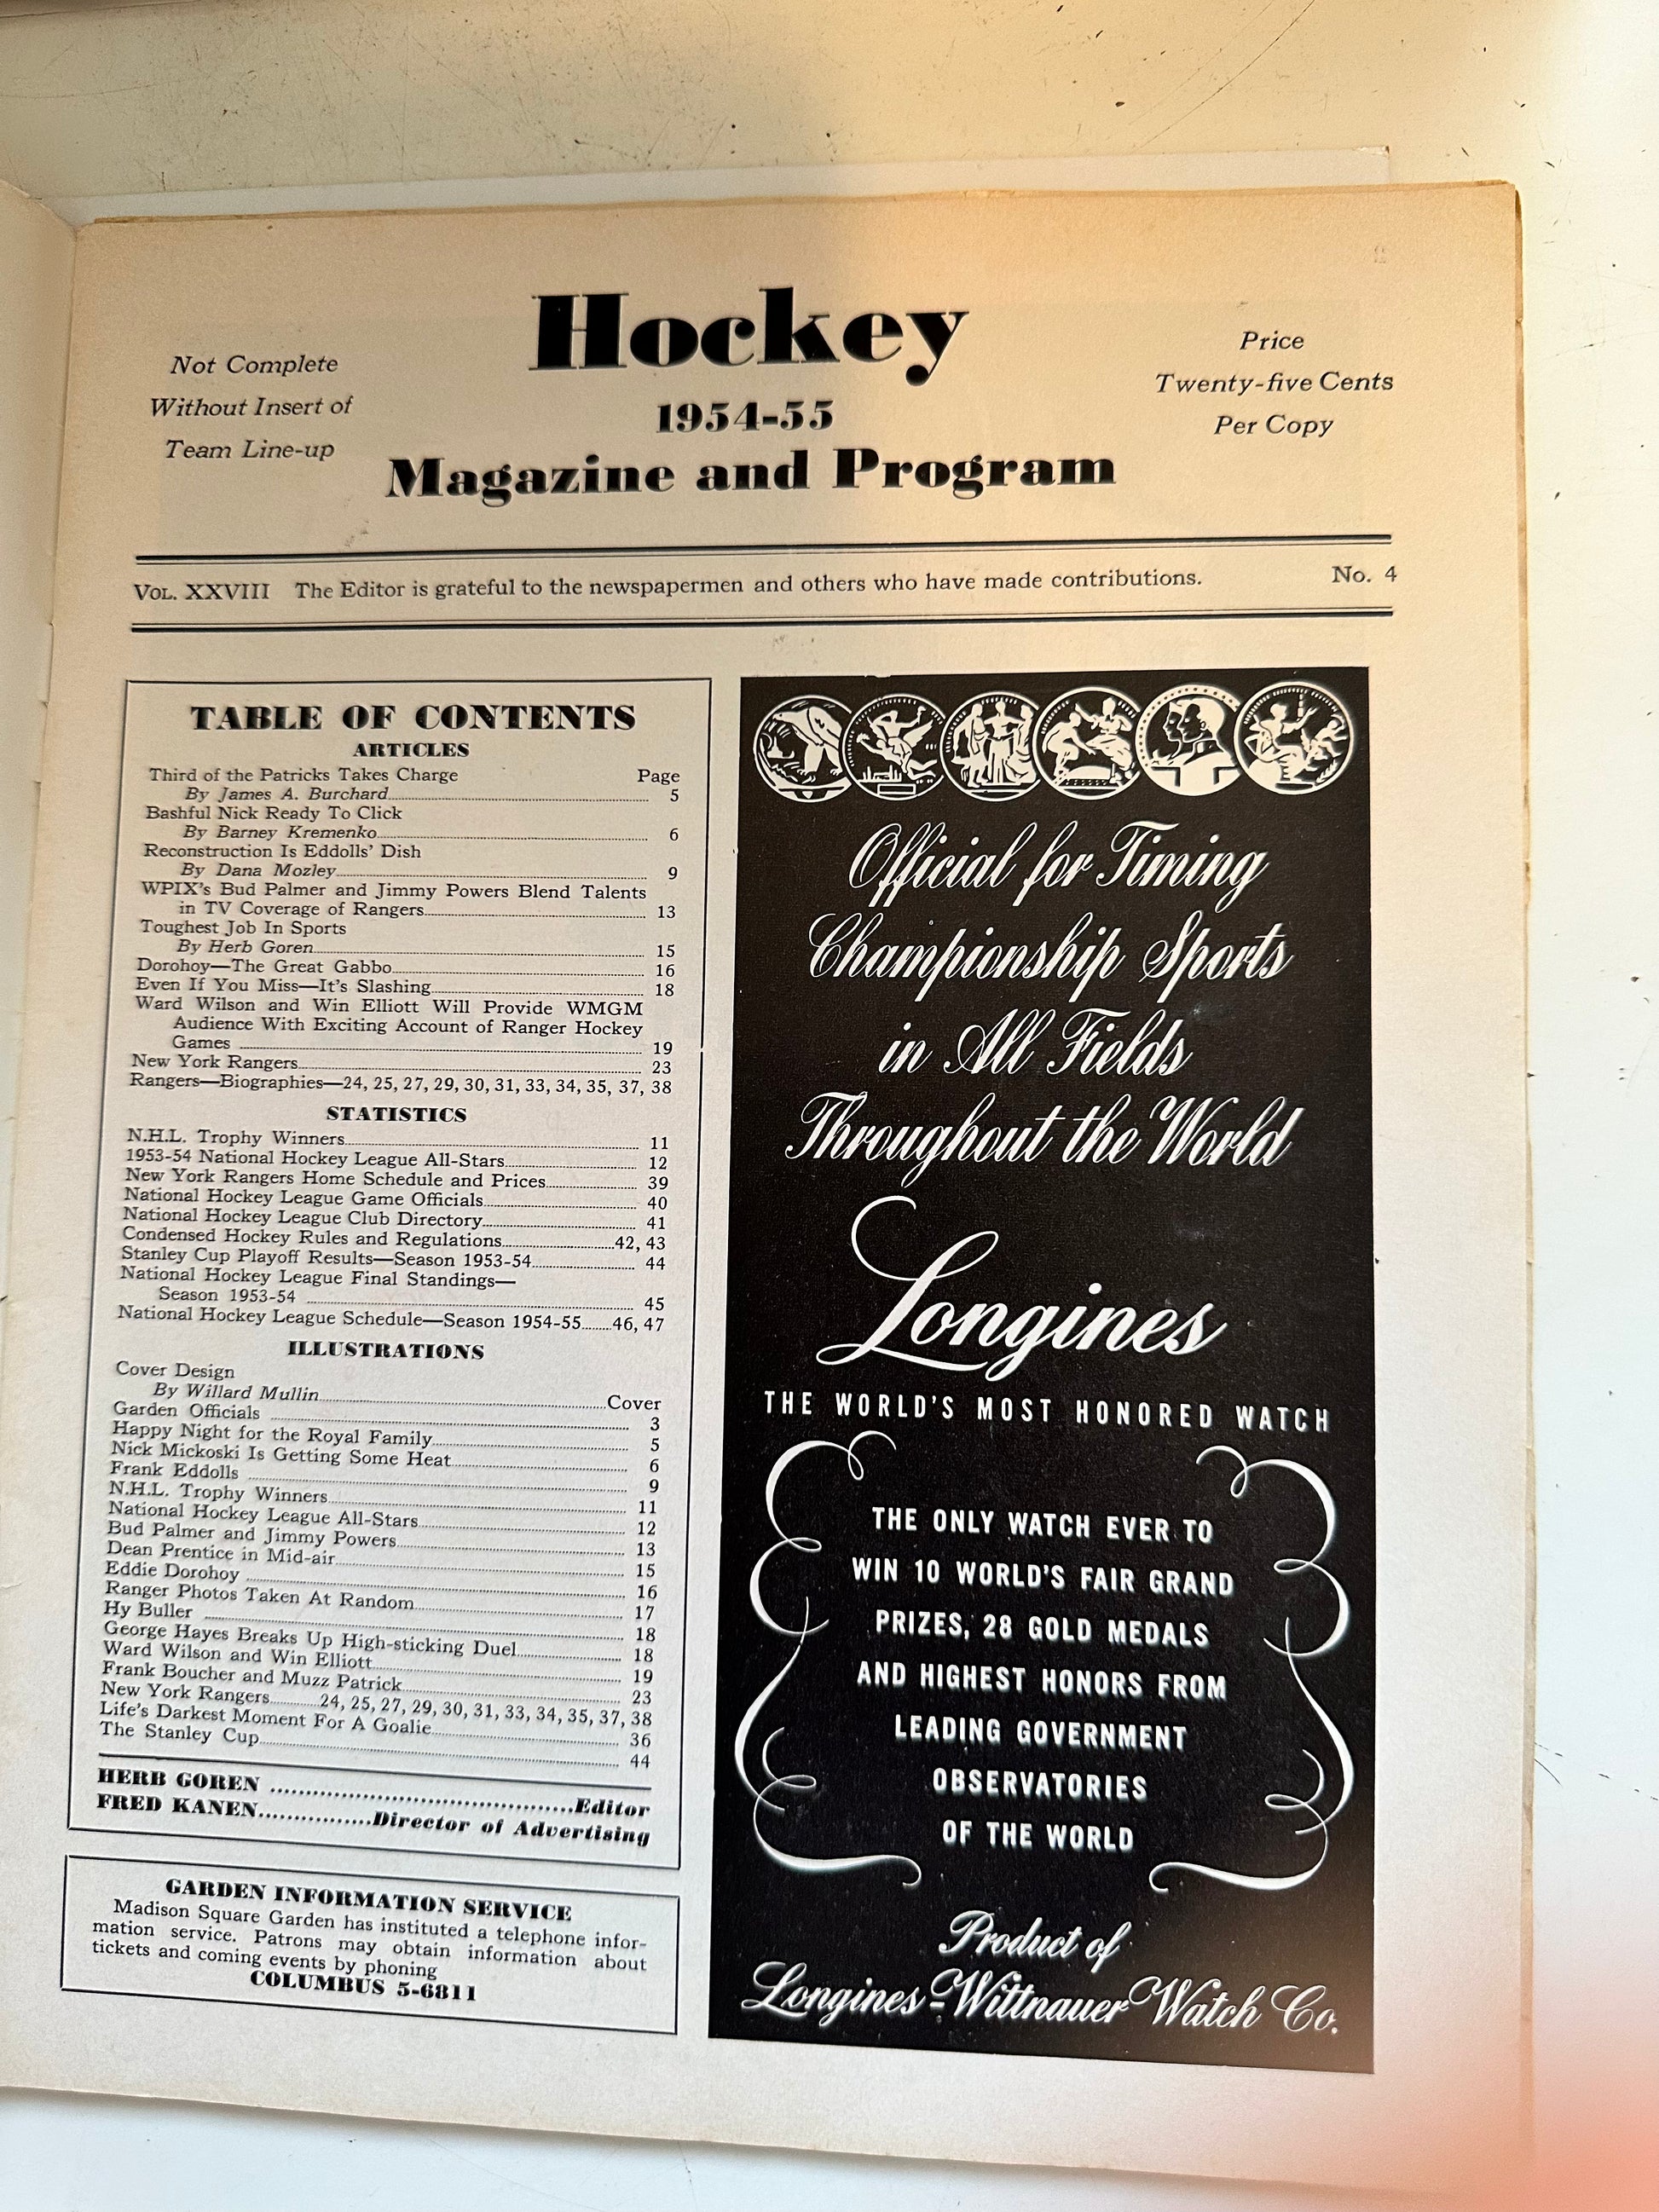 Not Complete
Without Insert of
Team Line-up
Hockey
1954-55
Magazine and Program
Price
Twenty-five Cents
Per Copy
VOL. XXVIII The Editor is grateful to the newspapermen and others who have made contributions. No. 4
TABLE OF CONTENTS
ARTICLES
Third of the Patricks Takes Charge Page
By James A. Burchard 5
Bashful Nick Ready To Click
By Barney Kremenko 6
Reconstruction Is Eddolls' Dish
By Dana Mozley 9
WPIX's Bud Palmer and Jimmy Powers Blend Talents
in TV Coverage of Rangers 13
Toughest Job In Sports
By Herb Goren 15
Dorohoy—The Great Gabbo 16
Even If You Miss—It's Slashing 18
Ward Wilson and Win Elliott Will Provide WMGM
Audience With Exciting Account of Ranger Hockey
Games 19
New York Rangers 23
Rangers—Biographies—24, 25, 27, 29, 30, 31, 33, 34, 35, 37, 38
STATISTICS
N.H.L. Trophy Winners 11
1953-54 National Hockey League All-Stars 12
New York Rangers Home Schedule and Prices 39
National Hockey League Game Officials 40
National Hockey League Club Directory 41
Condensed Hockey Rules and Regulations 42, 43
Stanley Cup Playoff Results—Season 1953-54 44
National Hockey League Final Standings—
Season 1953-54 45
National Hockey League Schedule—Season 1954-55 46, 47
ILLUSTRATIONS
Cover Design
By Willard Mullin Cover
Garden Officials 3
Happy Night for the Royal Family 5
Nick Mickoski Is Getting Some Heat 6
Frank Eddolls 9
N.H.L. Trophy Winners 11
National Hockey League All-Stars 12
Bud Palmer and Jimmy Powers 13
Dean Prentice in Mid-air 15
Eddie Dorohoy 16
Ranger Photos Taken At Random 17
Hy Buller 18
George Hayes Breaks Up High-sticking Duel 18
Ward Wilson and Win Elliott 19
Frank Boucher and Muzz Patrick 23
New York Rangers 24, 25, 27, 29, 30, 31, 33, 34, 35, 37, 38
Life's Darkest Moment For A Goalie 36
The Stanley Cup 44
HERB GOREN Editor
FRED KANEN Director of Advertising
GARDEN INFORMATION SERVICE
Madison Square Garden has instituted a telephone infor-
mation service. Patrons may obtain information about
tickets and coming events by phoning
COLUMBUS 5-6811
Official for Timing
Championship Sports
in All Fields
Throughout the World
Longines
THE WORLD'S MOST HONORED WATCH
THE ONLY WATCH EVER TO
WIN 10 WORLD'S FAIR GRAND
PRIZES, 28 GOLD MEDALS
AND HIGHEST HONORS FROM
LEADING GOVERNMENT
OBSERVATORIES
OF THE WORLD
Product of
Longines-Wittnauer Watch Co.